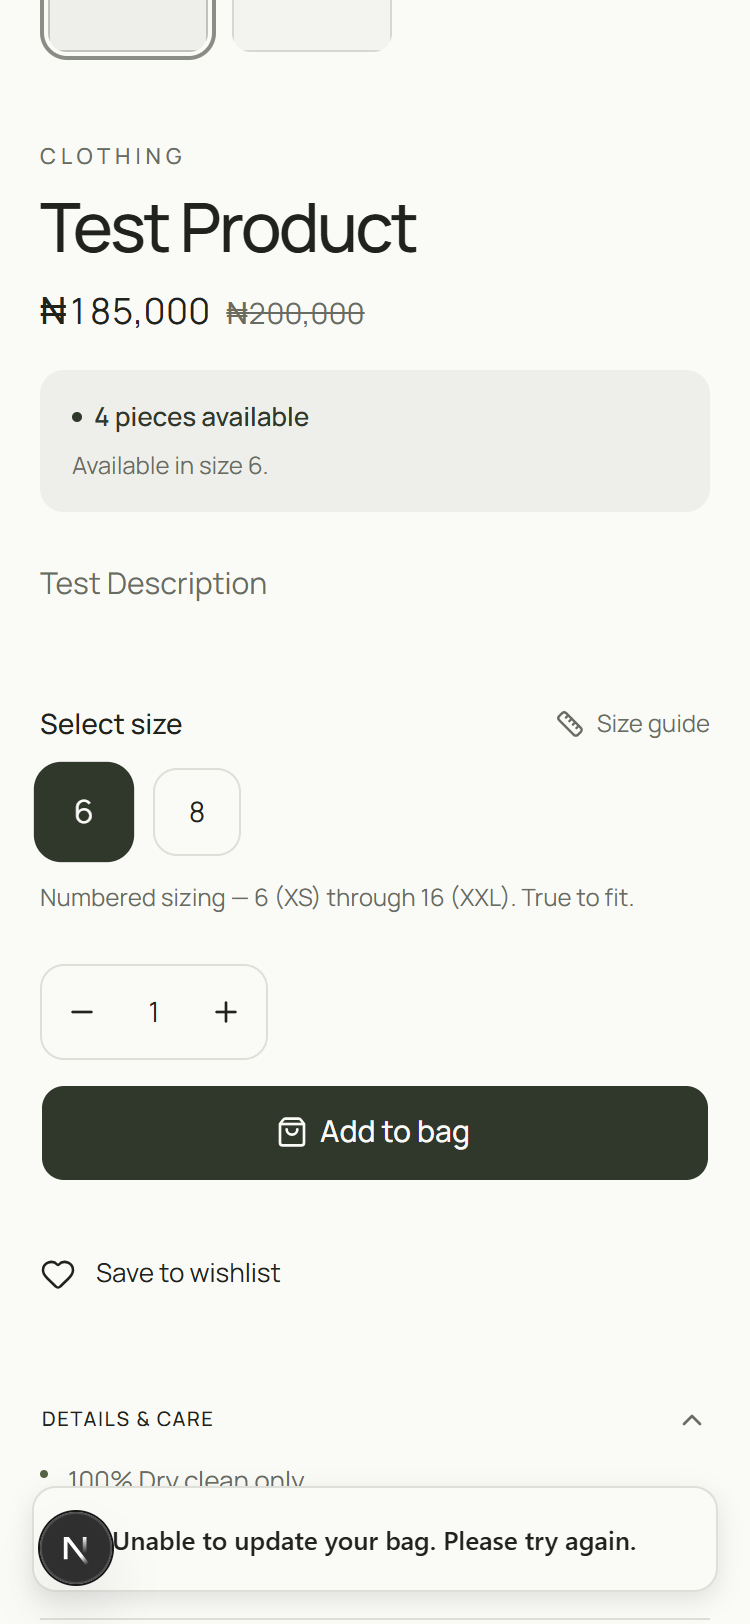 CLOTHING
Test Product
₦185,000 ₦200,000
4 pieces available
Available in size 6.
Test Description
Select size
Size guide
6 8
Numbered sizing — 6 (XS) through 16 (XXL). True to fit.
− 1 +
Add to bag
Save to wishlist
DETAILS & CARE
100% Dry clean only
N
Unable to update your bag. Please try again.